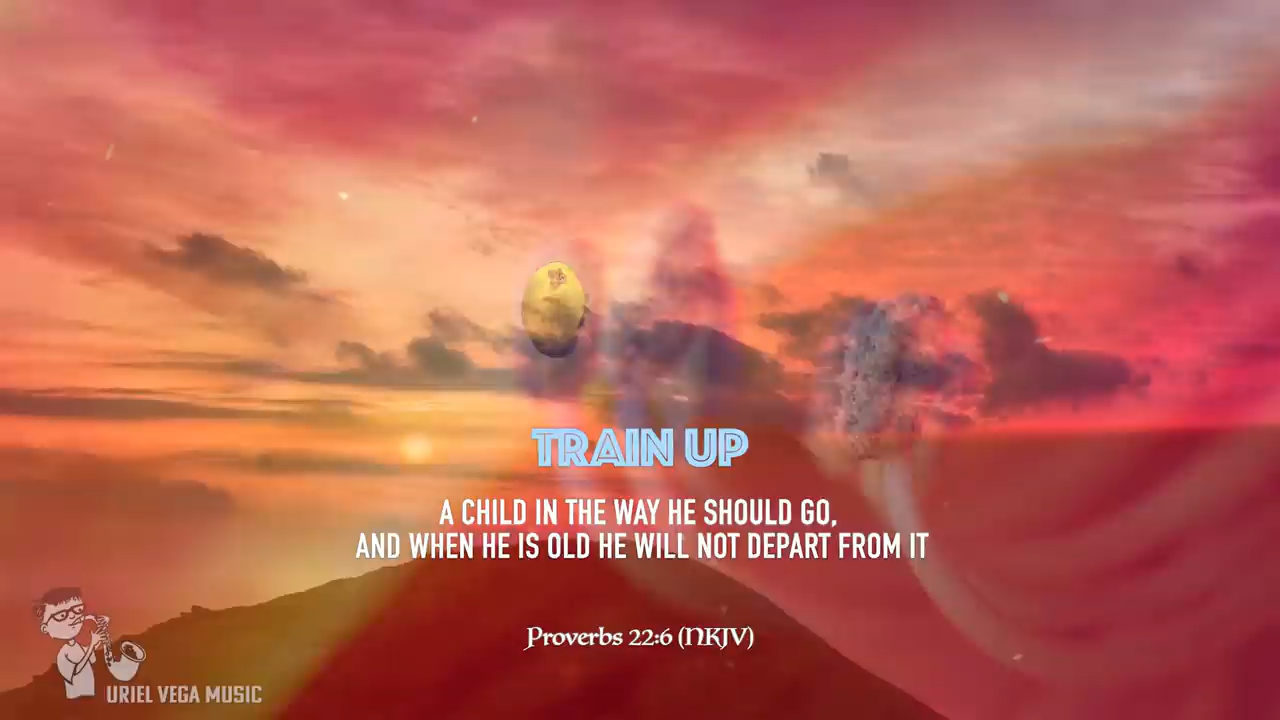 TRAIN UP
A CHILD IN THE WAY HE SHOULD GO,
AND WHEN HE IS OLD HE WILL NOT DEPART FROM IT
Proverbs 22:6 (NKJV)
URIEL VEGA MUSIC